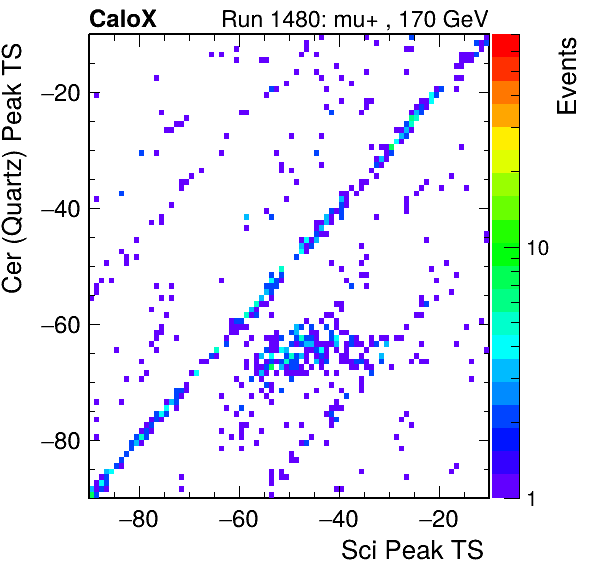 CaloX Run 1480: mu+ , 170 GeV
Cer (Quartz) Peak TS
Events
−20
−40
−60
−80
10
1
−80 −60 −40 −20
Sci Peak TS